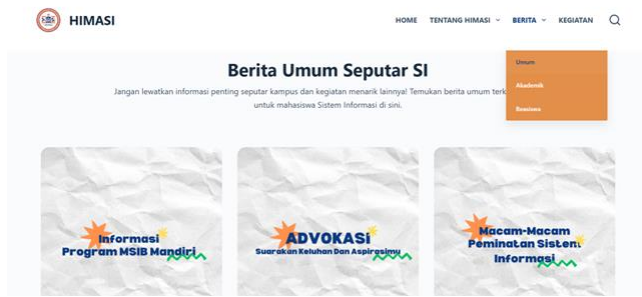 HIMASI
HOME TENTANG HIMASI BERITA KEGIATAN
Umum
Akademik
Beasiswa
Berita Umum Seputar SI
Jangan lewatkan informasi penting seputar kampus dan kegiatan menarik lainnya! Temukan berita umum terk
untuk mahasiswa Sistem Informasi di sini.
Informasi
Program MSIB Mandiri
ADVOKASI
Suarakan Keluhan Dan Aspirasimu
Macam-Macam
Peminatan Sistem
Informasi